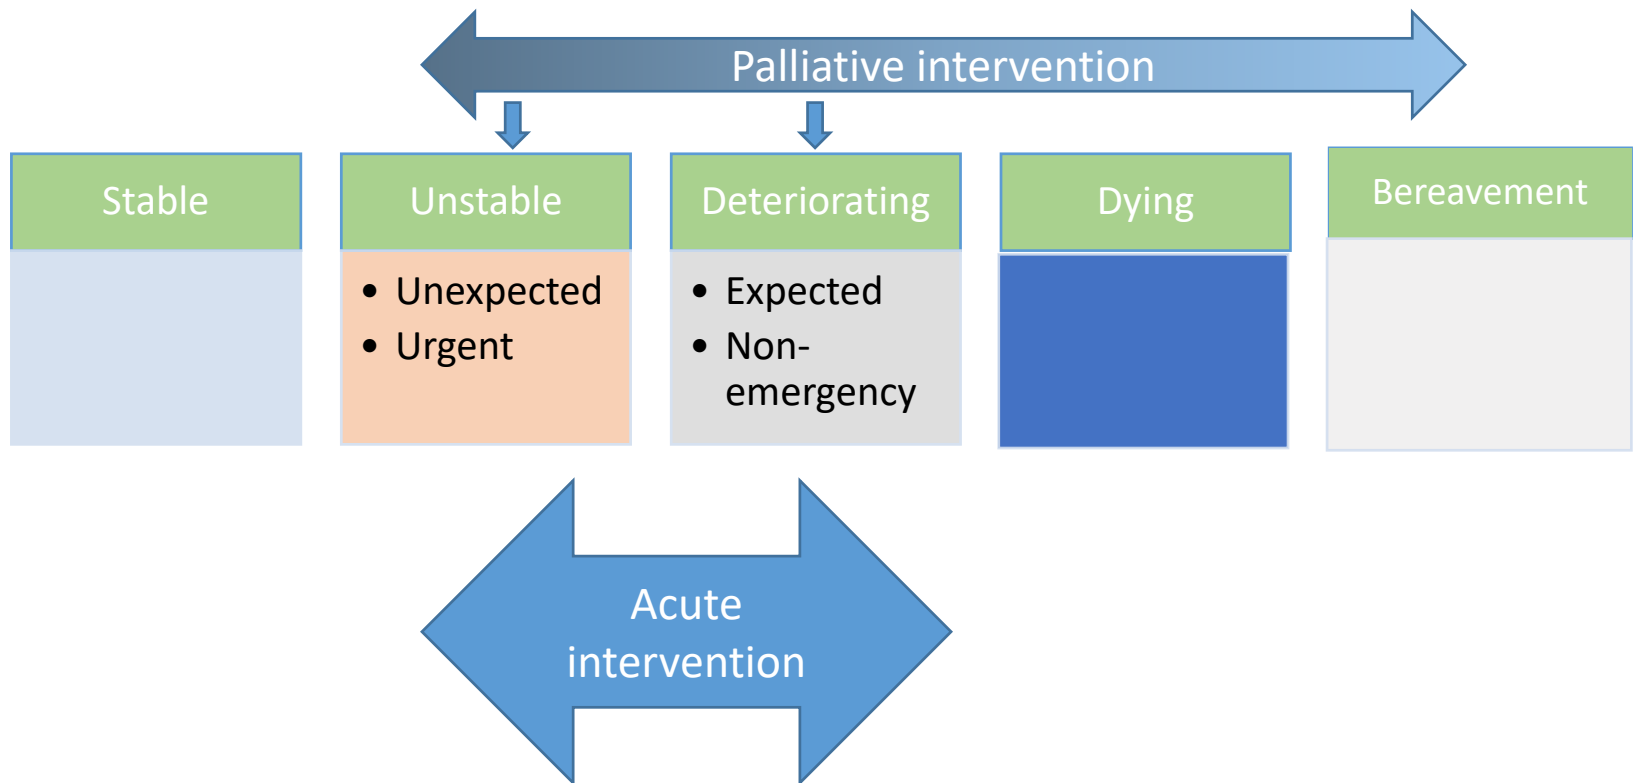 Palliative intervention
Stable
Unstable
Deteriorating
Dying
Bereavement
• Unexpected
• Urgent
• Expected
• Non-
emergency
Acute
intervention